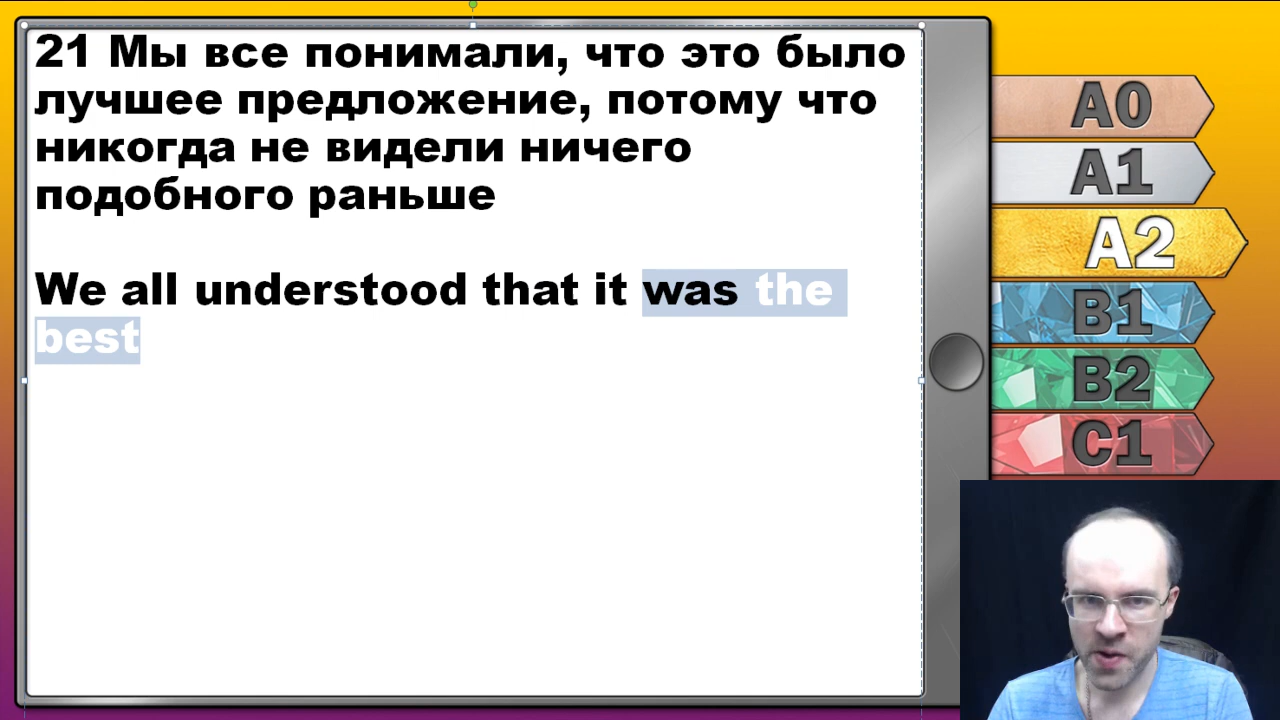 21 Мы все понимали, что это было
лучшее предложение, потому что
никогда не видели ничего
подобного раньше
We all understood that it was the
best
A0
A1
A2
B1
B2
C1